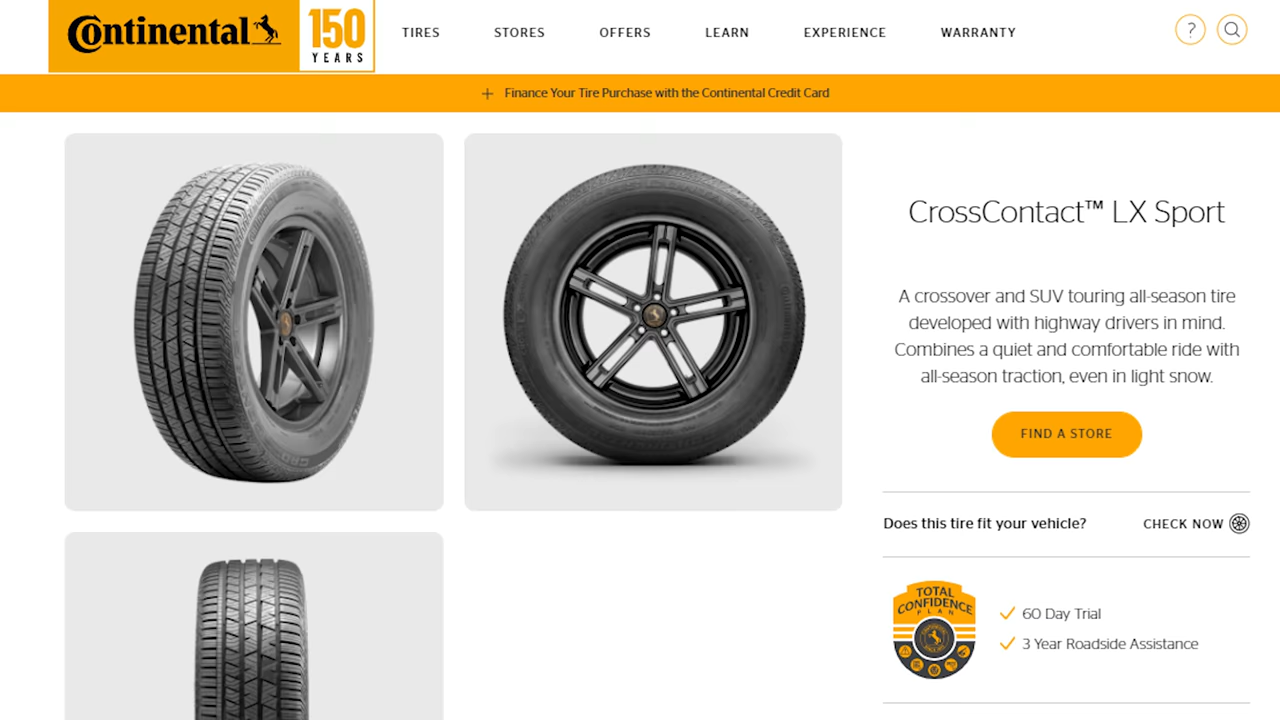 Continental
150
YEARS
TIRES
STORES
OFFERS
LEARN
EXPERIENCE
WARRANTY
?
+ Finance Your Tire Purchase with the Continental Credit Card
CrossContact™ LX Sport
A crossover and SUV touring all-season tire
developed with highway drivers in mind.
Combines a quiet and comfortable ride with
all-season traction, even in light snow.
FIND A STORE
Does this tire fit your vehicle?
CHECK NOW
TOTAL
CONFIDENCE
PLAN
60 Day Trial
3 Year Roadside Assistance